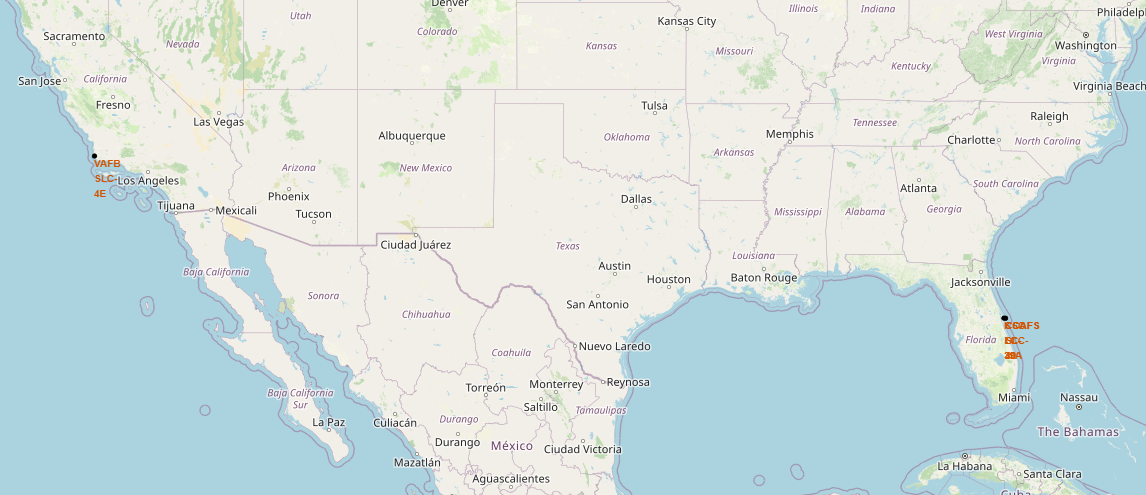 Denver
Utah
Illinois
Indiana
Philadelp
Kansas City
Sacramento
Nevada
Colorado
Kansas
Missouri
West Virginia
Washington
San Jose
California
Kentucky
Virginia
Virginia Beach
Fresno
Las Vegas
Tulsa
Raleigh
Albuquerque
Oklahoma
Memphis
Tennessee
Charlotte
North Carolina
VAFB
SLC-
4E
Los Angeles
Arizona
New Mexico
Arkansas
Atlanta
South Carolina
Phoenix
Dallas
Tijuana
Mexicali
Tucson
Mississippi
Alabama
Georgia
Ciudad Juárez
Texas
Louisiana
Baja California
Austin
Houston
Baton Rouge
Jacksonville
Sonora
San Antonio
Chihuahua
Florida
Coahuila
Nuevo Laredo
Torreón
Monterrey
Reynosa
Baja California
Sur
Saltillo
Tamaulipas
Miami
Nassau
La Paz
Culiacán
Durango
Durango
México
Ciudad Victoria
The Bahamas
Mazatlán
La Habana
Santa Clara
Aguascalientes
Cuba